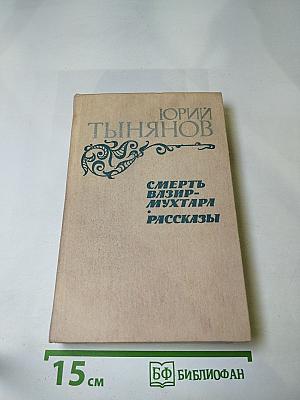 ЮРИЙ
ТЫНЯНОВ
СМЕРТЬ
ВАЗИР-
МУХТАРА
•
РАССКАЗЫ
15 см
БФ БИБЛИОФАН